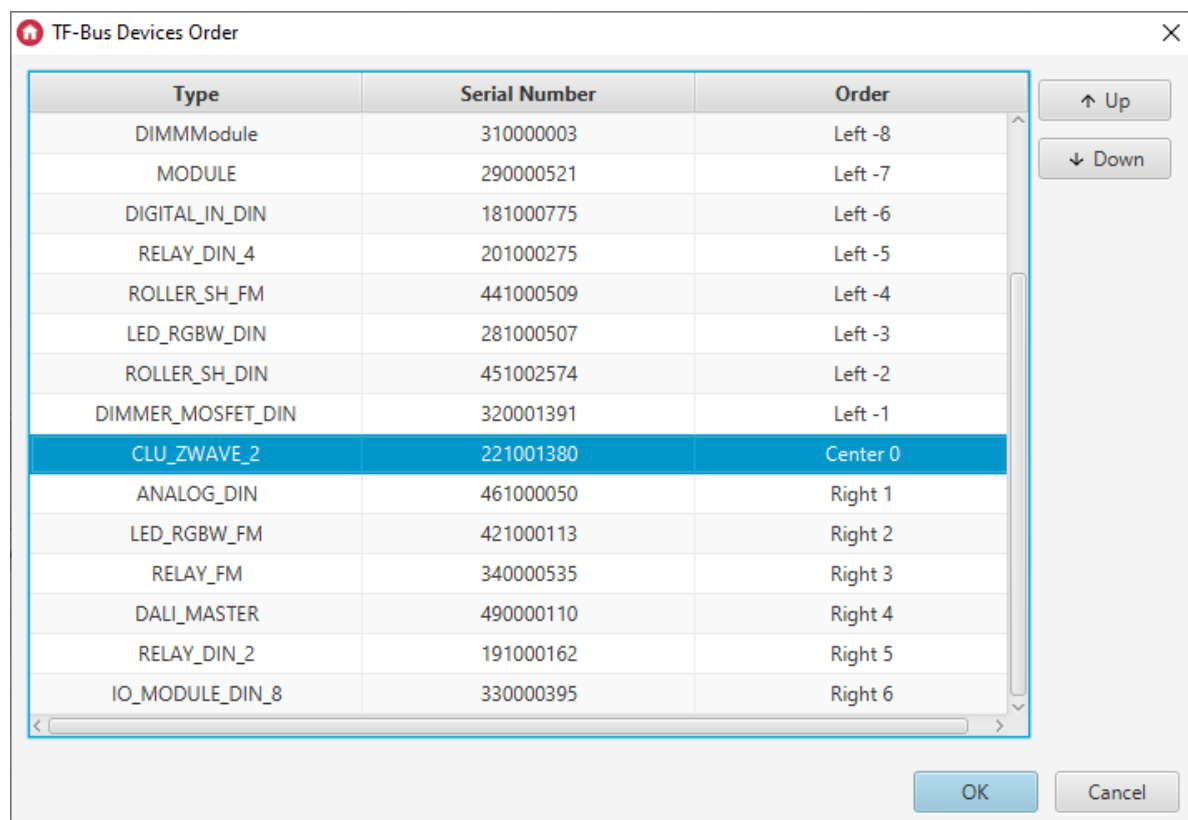 TF-Bus Devices Order
Type Serial Number Order
DIMMModule 310000003 Left -8
MODULE 290000521 Left -7
DIGITAL_IN_DIN 181000775 Left -6
RELAY_DIN_4 201000275 Left -5
ROLLER_SH_FM 441000509 Left -4
LED_RGBW_DIN 281000507 Left -3
ROLLER_SH_DIN 451002574 Left -2
DIMMER_MOSFET_DIN 320001391 Left -1
CLU_ZWAVE_2 221001380 Center 0
ANALOG_DIN 461000050 Right 1
LED_RGBW_FM 421000113 Right 2
RELAY_FM 340000535 Right 3
DALI_MASTER 490000110 Right 4
RELAY_DIN_2 191000162 Right 5
IO_MODULE_DIN_8 330000395 Right 6
Up
Down
OK Cancel